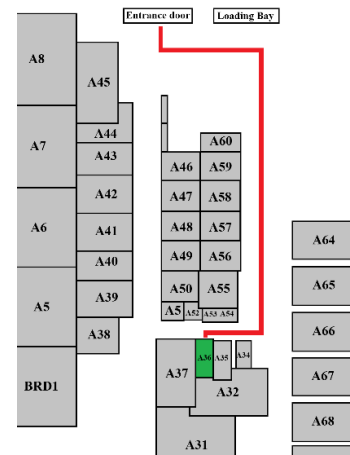 Entrance door
Loading Bay
A8
A45
A44
A60
A7
A43
A46
A59
A42
A47
A58
A6
A41
A48
A57
A64
A40
A49
A56
A65
A5
A39
A50
A55
A5
A52
A53
A54
A38
A66
BRD1
A37
A36
A35
A34
A67
A32
A68
A31